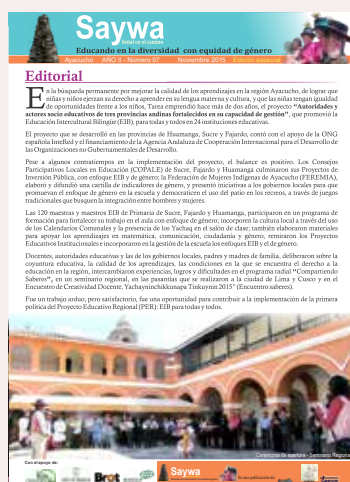 Saywa
Educando en la diversidad con equidad de género
Ayacucho AÑO II - Número 07 Noviembre 2015 Edición especial
Editorial
En la búsqueda permanente por mejorar la calidad de los aprendizajes en la región Ayacucho, de lograr que
niñas y niños ejerzan su derecho a aprender en su lengua materna y cultura, y que las niñas tengan igualdad
de oportunidades frente a los niños, Tarea emprendió hace más de dos años, el proyecto "Autoridades y
actores socio educativos de tres provincias andinas fortalecidos en su capacidad de gestión", que promovió la
Educación Intercultural Bilingüe (EIB), para todas y todos en 24 instituciones educativas.
El proyecto que se desarrolló en las provincias de Huamanga, Sucre y Fajardo, contó con el apoyo de la ONG
española InteRed y el financiamiento de la Agencia Andaluza de Cooperación Internacional para el Desarrollo de
las Organizaciones no Gubernamentales de Desarrollo.
Pese a algunos contratiempos en la implementación del proyecto, el balance es positivo. Los Consejos
Participativos Locales en Educación (COPALE) de Sucre, Fajardo y Huamanga culminaron sus Proyectos de
Inversión Pública, con enfoque EIB y de género; la Federación de Mujeres Indígenas de Ayacucho (FEREMIA),
elaboró y difundió una cartilla de indicadores de género, y presentó iniciativas a los gobiernos locales para que
promuevan el enfoque de género en la escuela y democraticen el uso del patio en los recreos, a través de juegos
tradicionales que busquen la integración entre hombres y mujeres.
Las 120 maestras y maestros EIB de Primaria de Sucre, Fajardo y Huamanga, participaron en un programa de
formación para fortalecer su trabajo en el aula con enfoque de género; incorporen la cultura local a través del uso
de los Calendarios Comunales y la presencia de los Yachaq en el salón de clase; también elaboraron materiales
para apoyar los aprendizajes en matemática, comunicación, ciudadanía y género, remiraron los Proyectos
Educativos Institucionales e incorporaron en la gestión de la escuela los enfoques EIB y el de género.
Docentes, autoridades educativas y las de los gobiernos locales, padres y madres de familia, deliberaron sobre la
coyuntura educativa, la calidad de los aprendizajes, las condiciones en la que se encuentra el derecho a la
educación en la región, intercambiaron experiencias, logros y dificultades en el programa radial "Compartiendo
Saberes", en un seminario regional, en las pasantías que se realizaron a la ciudad de Lima y Cusco y en el
Encuentro de Creatividad Docente, Yachayninchikkunapa Tinkuynin 2015" (Encuentro saberes).
Fue un trabajo arduo, pero satisfactorio, fue una oportunidad para contribuir a la implementación de la primera
política del Proyecto Educativo Regional (PER): EIB para todas y todos.
Ceremonia de apertura - Seminario Regional
Con el apoyo de:
Brot
Saywa
Es una publicación de: